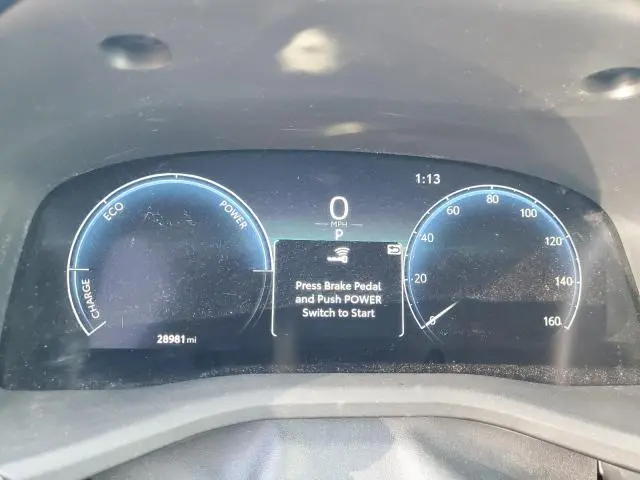 ECO
POWER
CHARGE
28981 mi
0
MPH
P
Press Brake Pedal
and Push POWER
Switch to Start
1:13
0
20
40
60
80
100
120
140
160